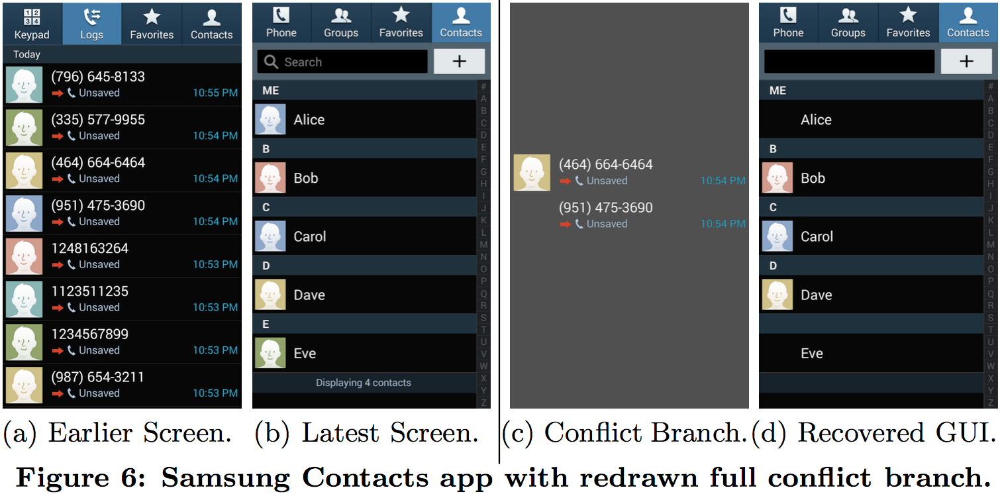 1 2
3 4
Keypad
Logs
Favorites
Contacts
Today
(796) 645-8133
Unsaved
10:55 PM
(335) 577-9955
Unsaved
10:54 PM
(464) 664-6464
Unsaved
10:54 PM
(951) 475-3690
Unsaved
10:54 PM
1248163264
Unsaved
10:53 PM
1123511235
Unsaved
10:53 PM
1234567899
Unsaved
10:53 PM
(987) 654-3211
Unsaved
10:53 PM
(a) Earlier Screen.
Phone
Groups
Favorites
Contacts
Search
+
ME
Alice
B
Bob
C
Carol
D
Dave
E
Eve
Displaying 4 contacts
#
A
B
C
D
E
F
G
H
I
J
K
L
M
N
O
P
Q
R
S
T
U
V
W
X
Y
Z
(b) Latest Screen.
(464) 664-6464
Unsaved
10:54 PM
(951) 475-3690
Unsaved
10:54 PM
(c) Conflict Branch.
Phone
Groups
Favorites
Contacts
+
ME
Alice
B
Bob
C
Carol
D
Dave
Eve
#
A
B
C
D
E
F
G
H
I
J
K
L
M
N
O
P
Q
R
S
T
U
V
W
X
Y
Z
(d) Recovered GUI.
Figure 6: Samsung Contacts app with redrawn full conflict branch.